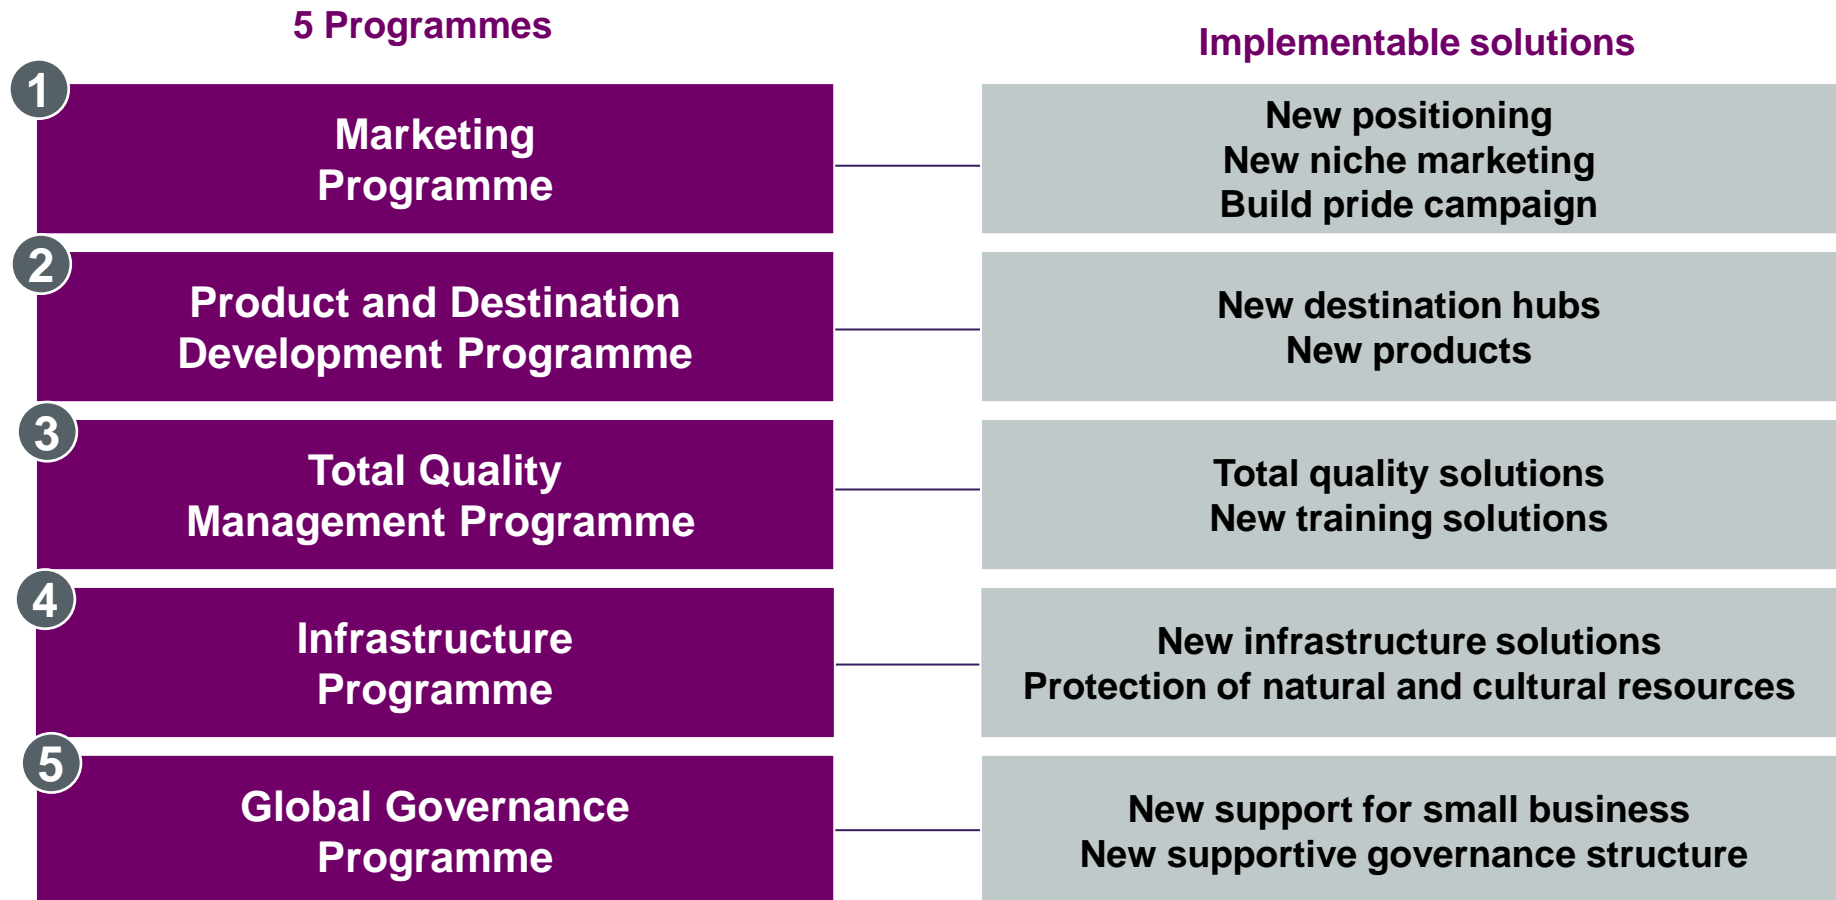 5 Programmes
Implementable solutions
1
Marketing
Programme
New positioning
New niche marketing
Build pride campaign
2
Product and Destination
Development Programme
New destination hubs
New products
3
Total Quality
Management Programme
Total quality solutions
New training solutions
4
Infrastructure
Programme
New infrastructure solutions
Protection of natural and cultural resources
5
Global Governance
Programme
New support for small business
New supportive governance structure